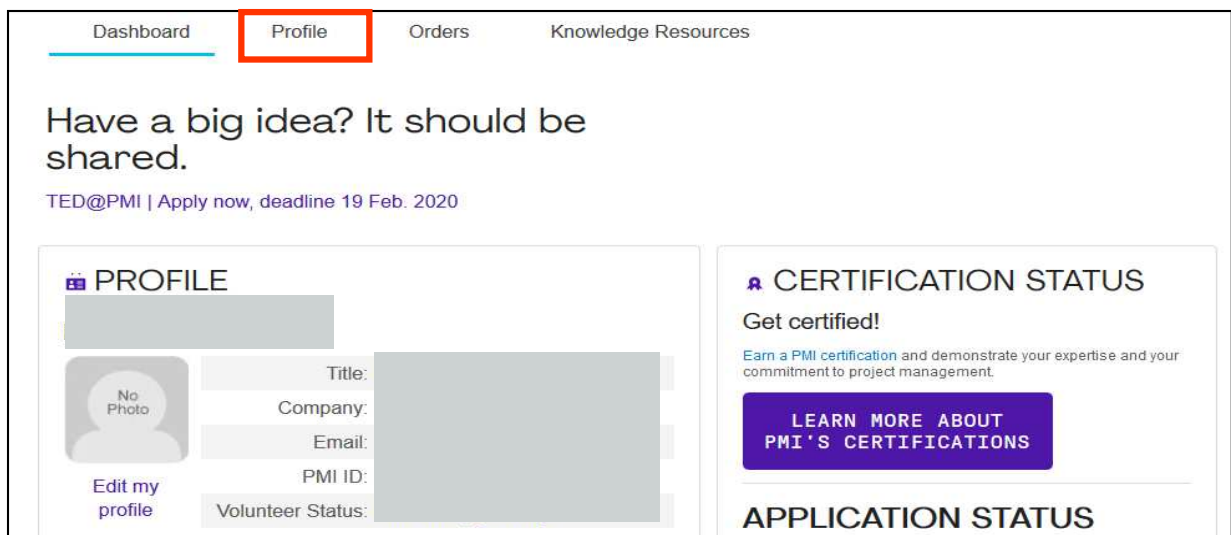 Dashboard Profile Orders Knowledge Resources
Have a big idea? It should be
shared.
TED@PMI | Apply now, deadline 19 Feb. 2020
PROFILE
No
Photo
Edit my
profile
Title:
Company:
Email:
PMI ID:
Volunteer Status:
CERTIFICATION STATUS
Get certified!
Earn a PMI certification and demonstrate your expertise and your
commitment to project management.
LEARN MORE ABOUT
PMI'S CERTIFICATIONS
APPLICATION STATUS